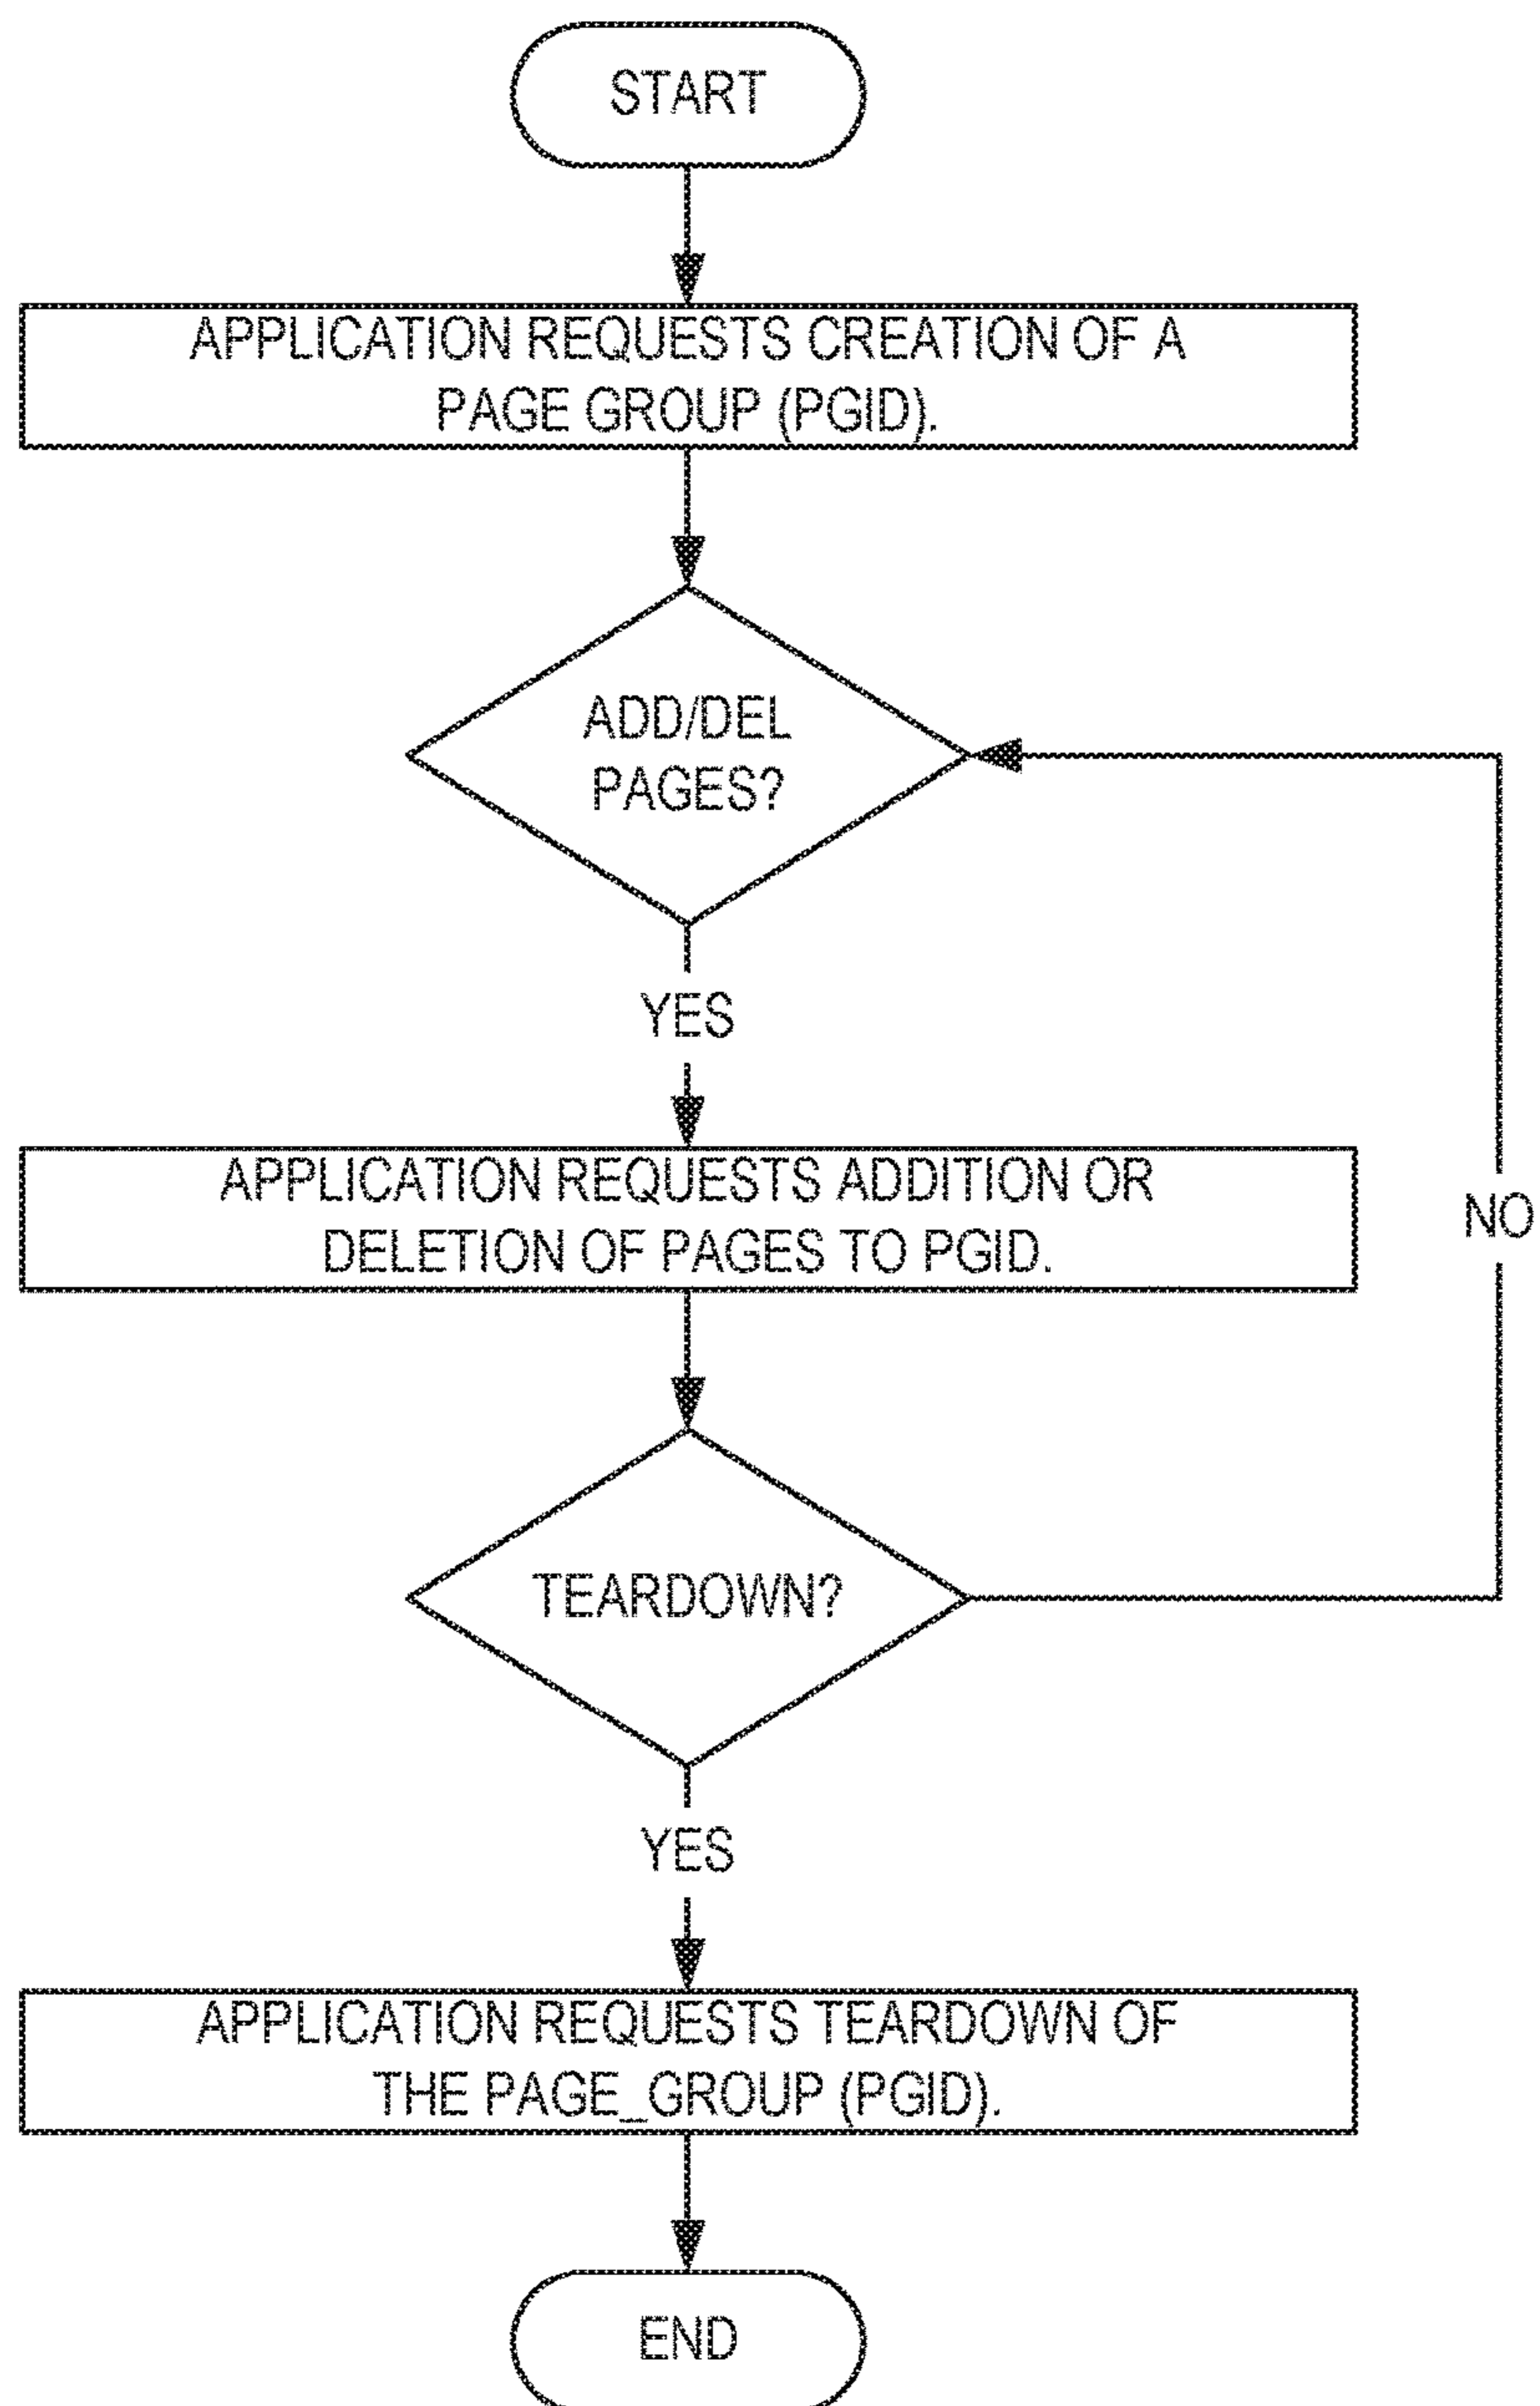 START
APPLICATION REQUESTS CREATION OF A
PAGE GROUP (PGID).
ADD/DEL
PAGES?
YES
APPLICATION REQUESTS ADDITION OR
DELETION OF PAGES TO PGID.
NO
TEARDOWN?
YES
APPLICATION REQUESTS TEARDOWN OF
THE PAGE_GROUP (PGID).
END